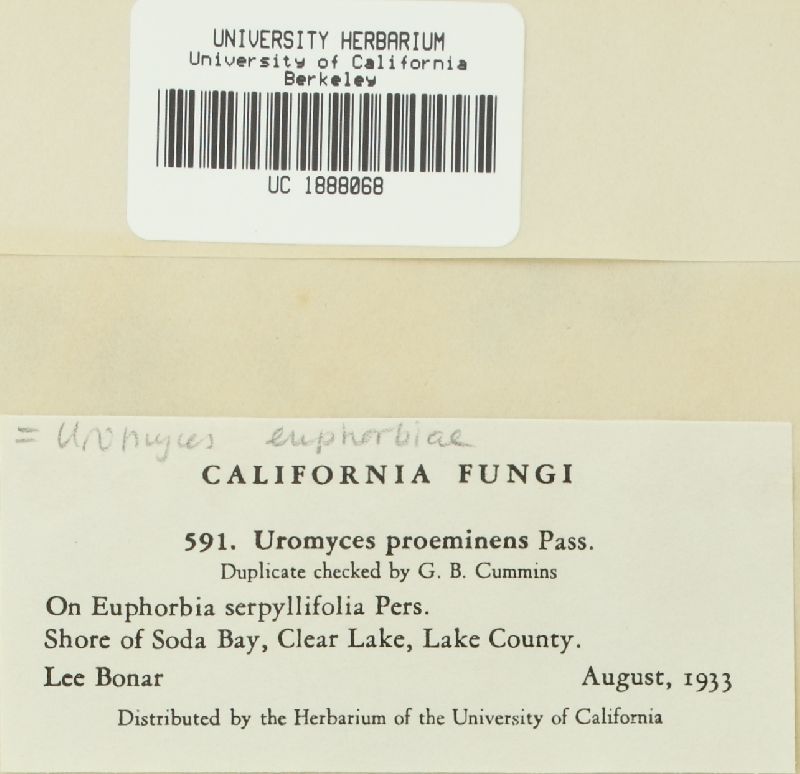 UNIVERSITY HERBARIUM
University of California
Berkeley
UC 1888068
= Uromyces euphorbiae
CALIFORNIA FUNGI
591. Uromyces proeminens Pass.
Duplicate checked by G. B. Cummins
On Euphorbia serpyllifolia Pers.
Shore of Soda Bay, Clear Lake, Lake County.
Lee Bonar August, 1933
Distributed by the Herbarium of the University of California